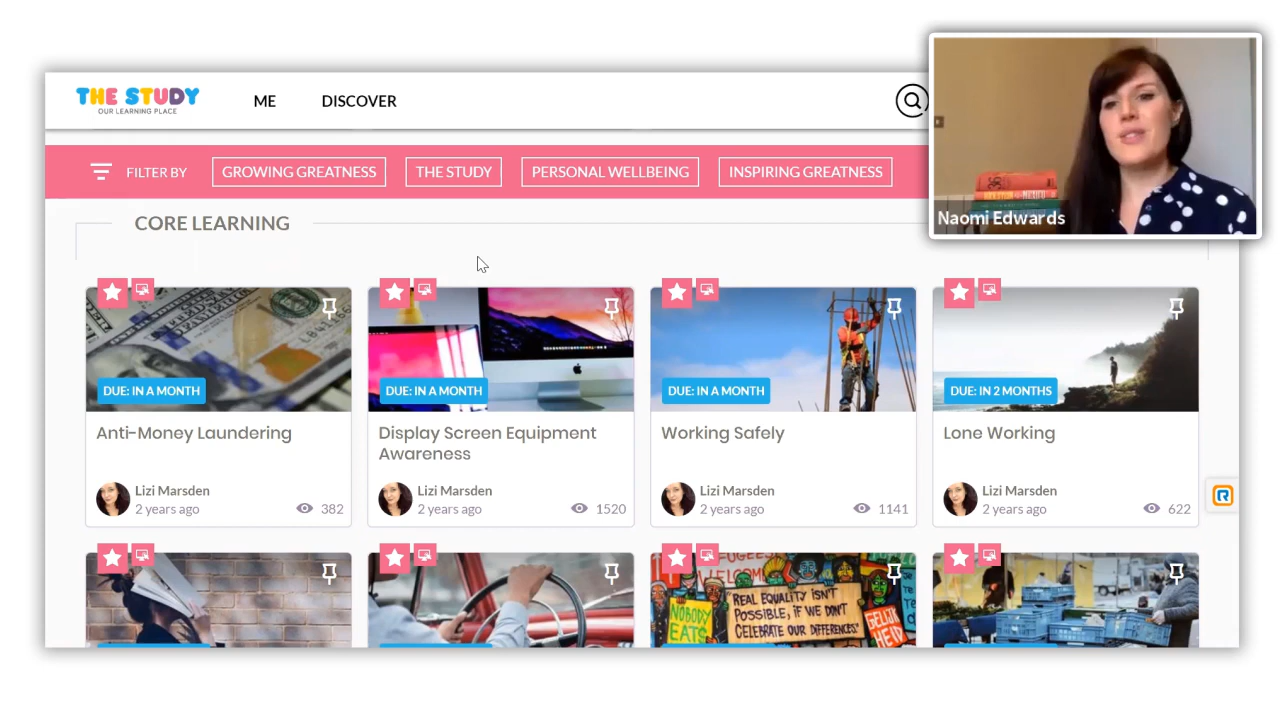 THE STUDY
OUR LEARNING PLACE
ME
DISCOVER
FILTER BY
GROWING GREATNESS
THE STUDY
PERSONAL WELLBEING
INSPIRING GREATNESS
Naomi Edwards
CORE LEARNING
DUE: IN A MONTH
Anti-Money Laundering
Lizi Marsden
2 years ago
382
DUE: IN A MONTH
Display Screen Equipment
Awareness
Lizi Marsden
2 years ago
1520
DUE: IN A MONTH
Working Safely
Lizi Marsden
2 years ago
1141
DUE: IN 2 MONTHS
Lone Working
Lizi Marsden
2 years ago
622
WELCOME
NOBODY
EATS
"REAL EQUALITY ISN'T
POSSIBLE, IF WE DON'T
CELEBRATE OUR DIFFERENCES"
GELIJK
HEID